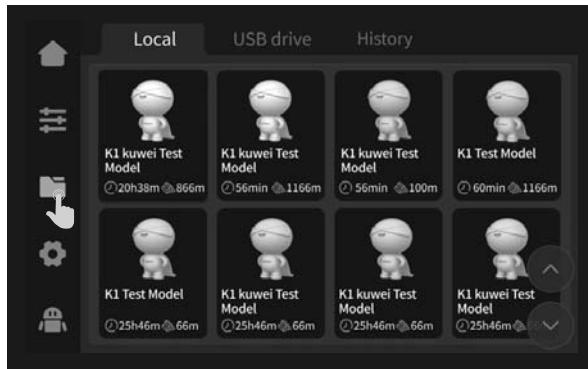 Local USB drive History
K1 kuwei Test
Model
20h38m 866m
K1 kuwei Test
Model
56min 1166m
K1 kuwei Test
Model
56min 100m
K1 Test Model
60min 1166m
K1 Test Model
25h46m 66m
K1 kuwei Test
Model
25h46m 66m
K1 kuwei Test
Model
25h46m 66m
K1 kuwei Test
Model
25h46m